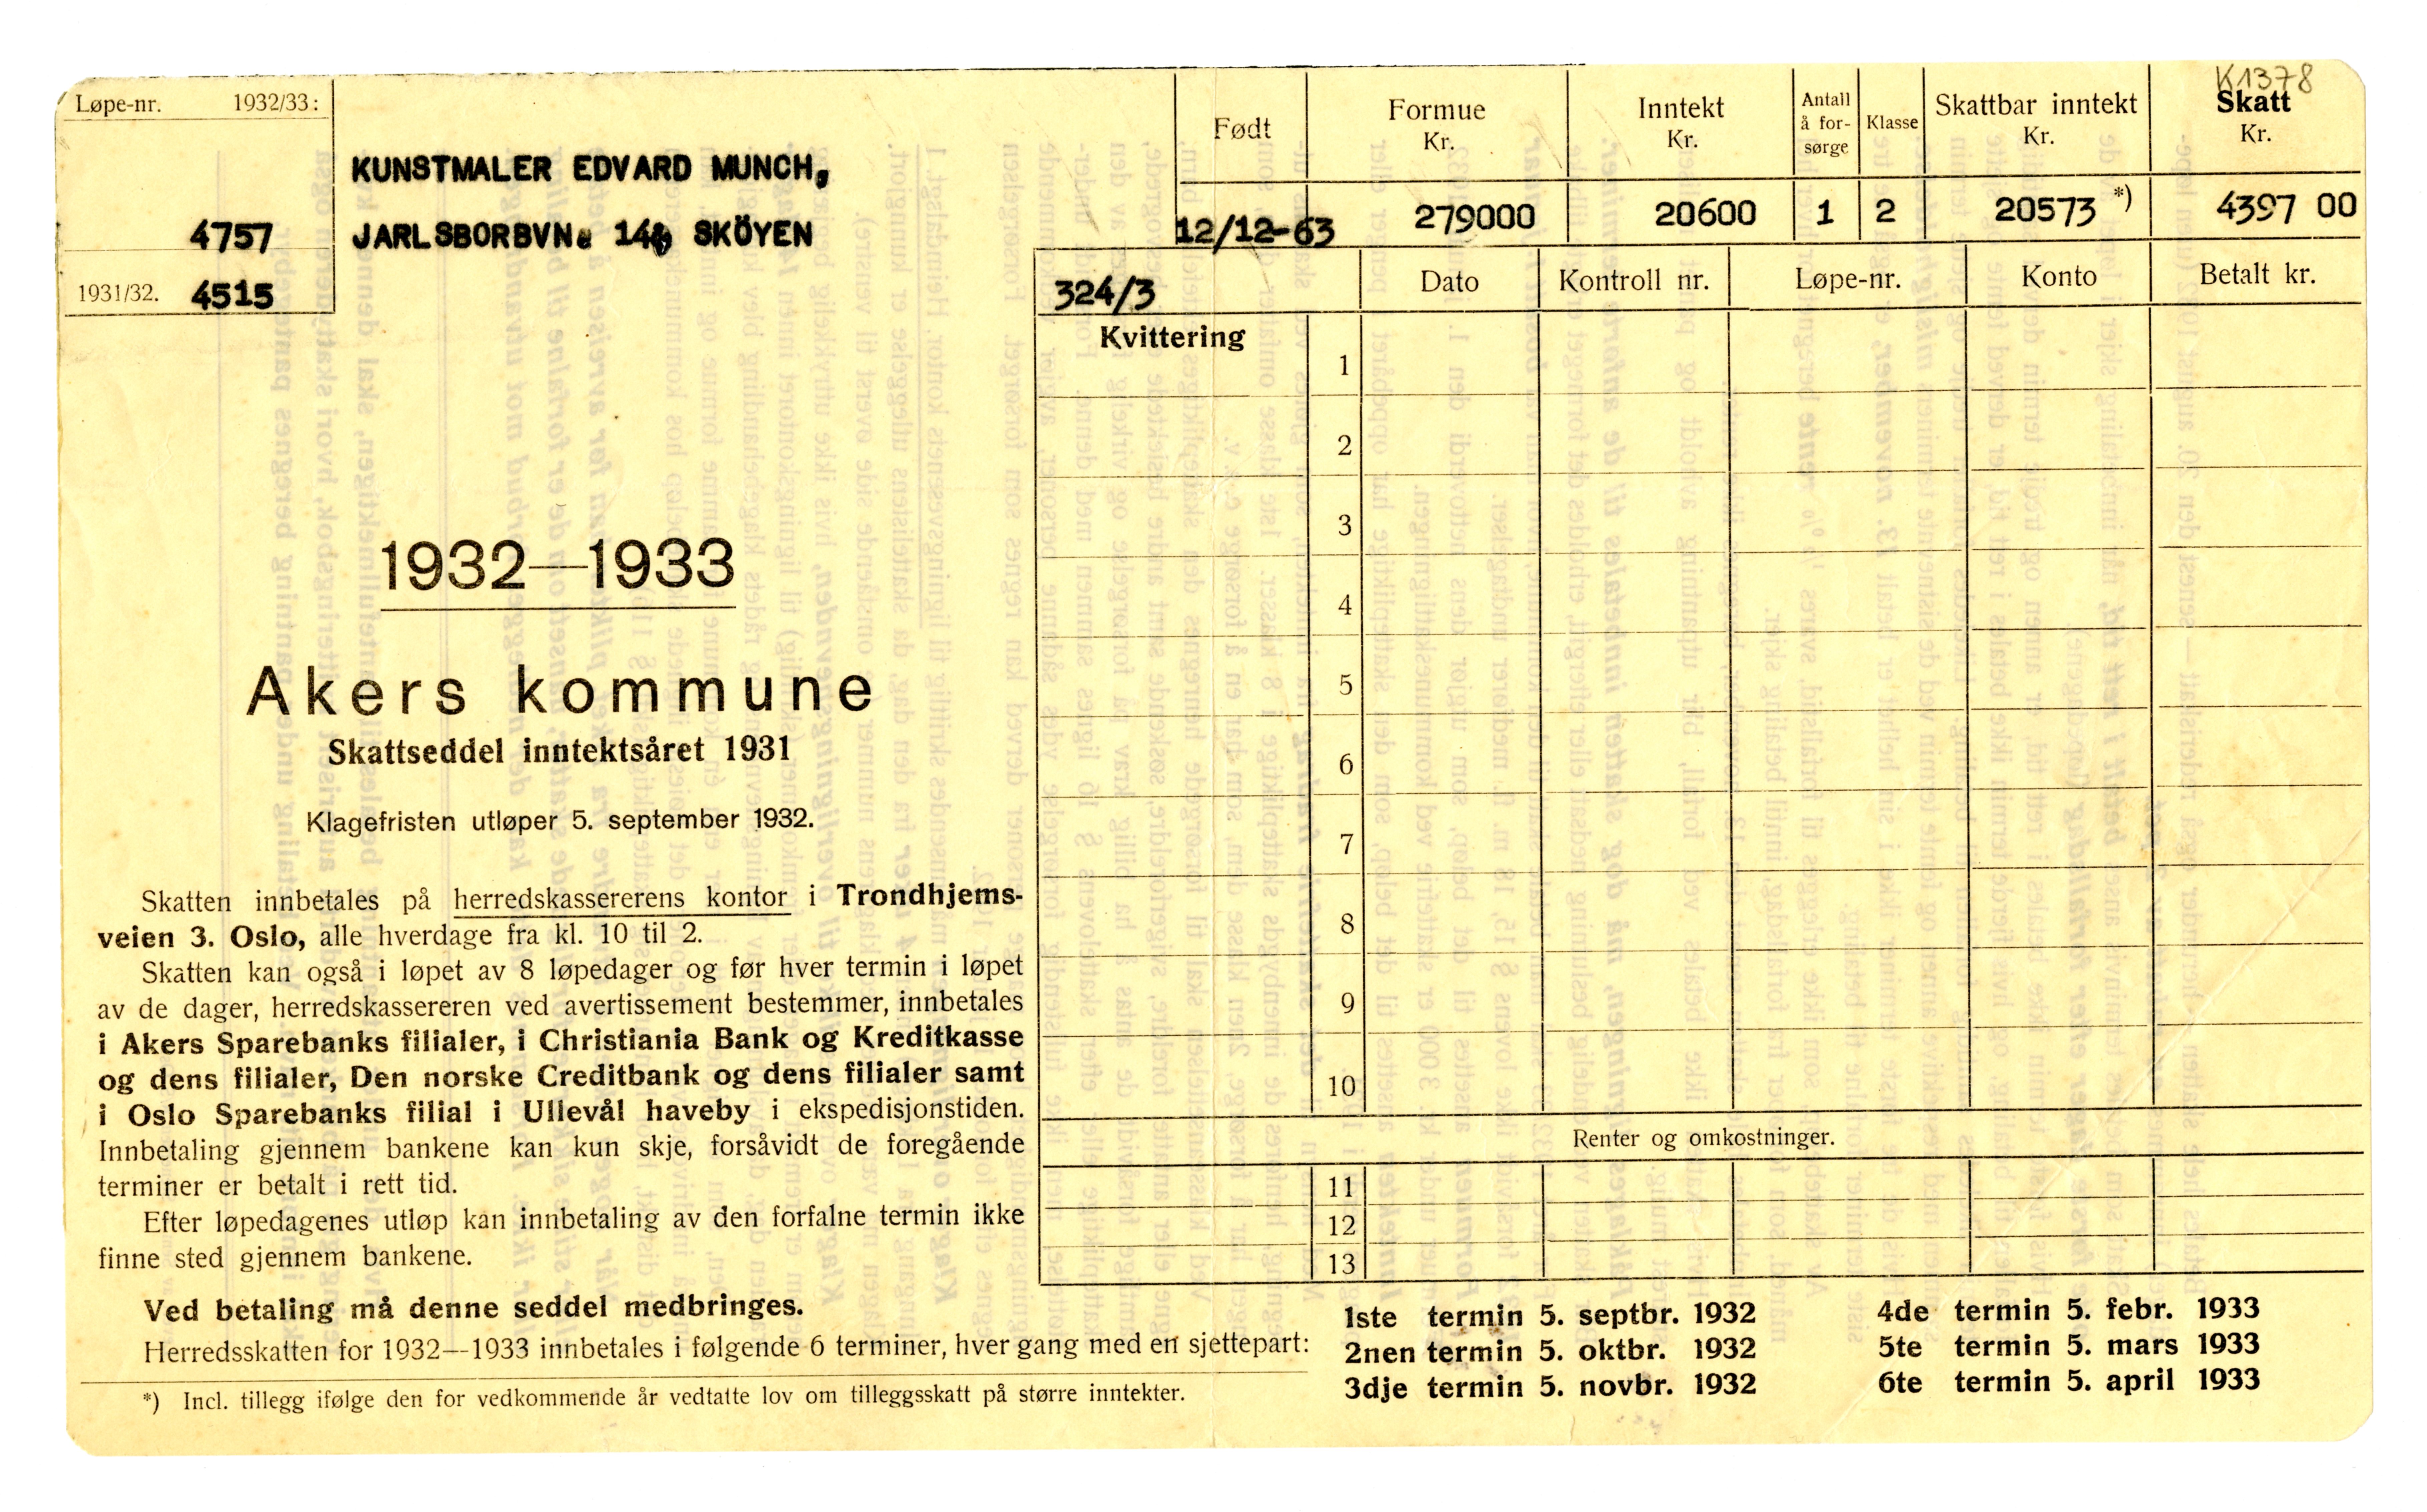 K1378
Løpe-nr. 1932/33:
KUNSTMALER EDVARD MUNCH,
4757 JARLSBORBVN. 14, SKÖYEN
1931/32. 4515
Født Formue Kr. Inntekt Kr. Antall å for- sørge Klasse Skattbar inntekt Kr. Skatt Kr.
12/12-63 279000 20600 1 2 20573 *) 4397 00
324/3 Dato Kontroll nr. Løpe-nr. Konto Betalt kr.
Kvittering
1
2
3
4
5
6
7
8
9
10
Renter og omkostninger.
11
12
13
1932—1933
Akers kommune
Skattseddel inntektsåret 1931
Klagefristen utløper 5. september 1932.
Skatten innbetales på herredskassererens kontor i Trondhjems-
veien 3. Oslo, alle hverdage fra kl. 10 til 2.
Skatten kan også i løpet av 8 løpedager og før hver termin i løpet
av de dager, herredskassereren ved avertissement bestemmer, innbetales
i Akers Sparebanks filialer, i Christiania Bank og Kreditkasse
og dens filialer, Den norske Creditbank og dens filialer samt
i Oslo Sparebanks filial i Ullevål haveby i ekspedisjonstiden.
Innbetaling gjennem bankene kan kun skje, forsåvidt de foregående
terminer er betalt i rett tid.
Efter løpedagenes utløp kan innbetaling av den forfalne termin ikke
finne sted gjennem bankene.
Ved betaling må denne seddel medbringes.
Herredsskatten for 1932—1933 innbetales i følgende 6 terminer, hver gang med en sjettepart:
1ste termin 5. septbr. 1932 4de termin 5. febr. 1933
2nen termin 5. oktbr. 1932 5te termin 5. mars 1933
3dje termin 5. novbr. 1932 6te termin 5. april 1933
*) Incl. tillegg ifølge den for vedkommende år vedtatte lov om tilleggsskatt på større inntekter.